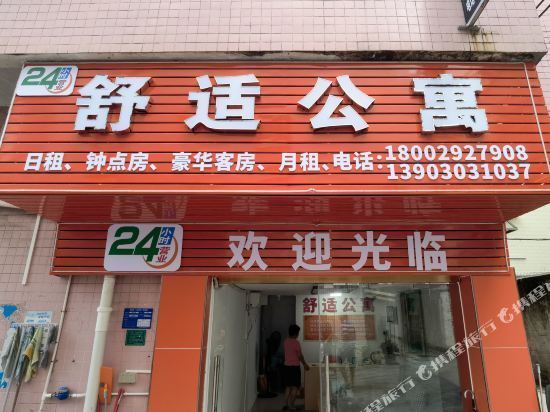 24小时营业
舒适公寓
日租、钟点房、豪华客房、月租、电话:18002927908
13903031037
24小时营业
欢迎光临
舒适公寓
携程旅行